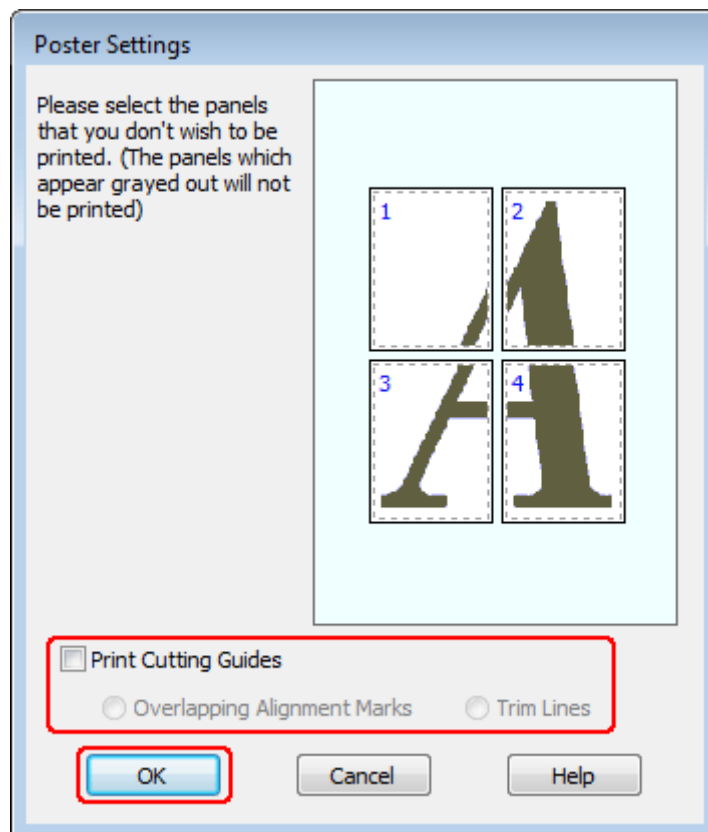 Poster Settings
Please select the panels
that you don't wish to be
printed. (The panels which
appear grayed out will not
be printed)
1
2
3
4
Print Cutting Guides
Overlapping Alignment Marks
Trim Lines
OK
Cancel
Help